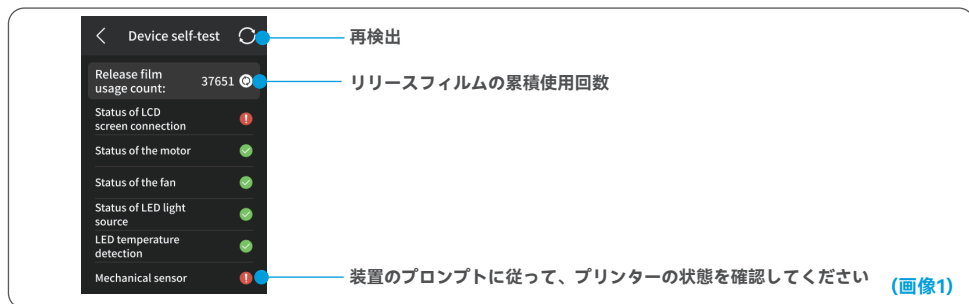 Device self-test
再検出
Release film
usage count:
37651
リリースフィルムの累積使用回数
Status of LCD
screen connection
Status of the motor
Status of the fan
Status of LED light
source
LED temperature
detection
Mechanical sensor
装置のプロンプトに従って、プリンターの状態を確認してください
(画像1)